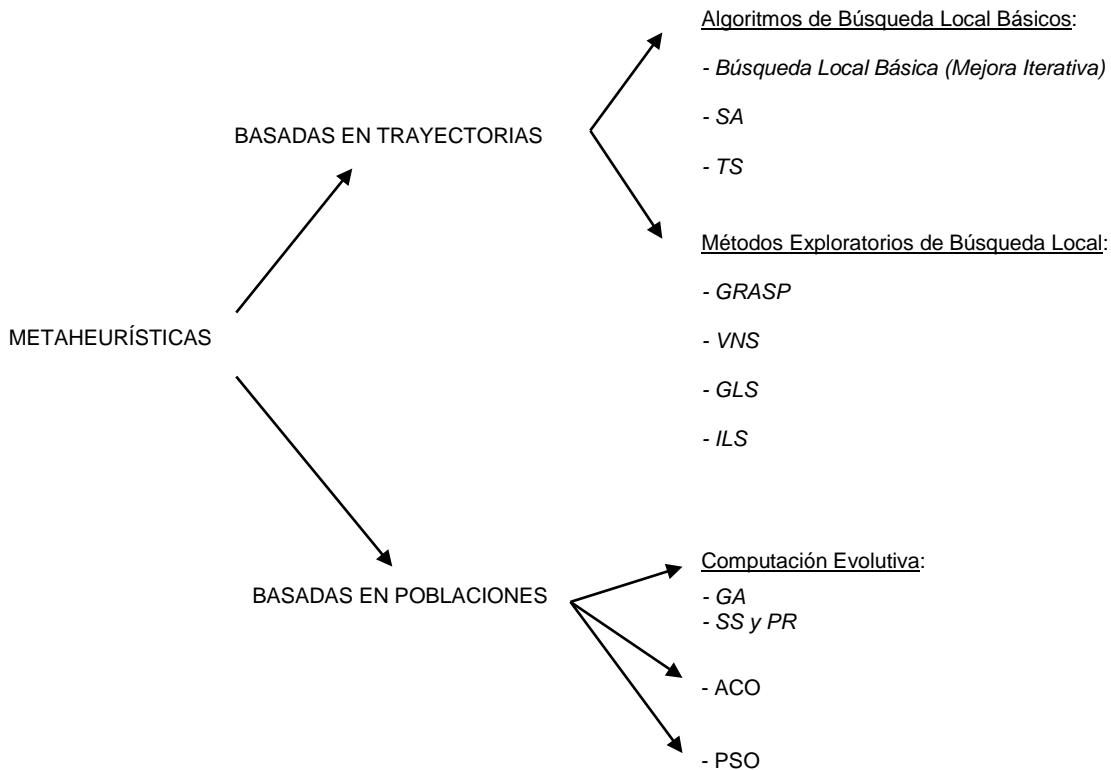 Algoritmos de Búsqueda Local Básicos:
- Búsqueda Local Básica (Mejora Iterativa)
- SA
- TS
BASADAS EN TRAYECTORIAS
Métodos Exploratorios de Búsqueda Local:
- GRASP
- VNS
- GLS
- ILS
METAHEURÍSTICAS
BASADAS EN POBLACIONES
Computación Evolutiva:
- GA
- SS y PR
- ACO
- PSO